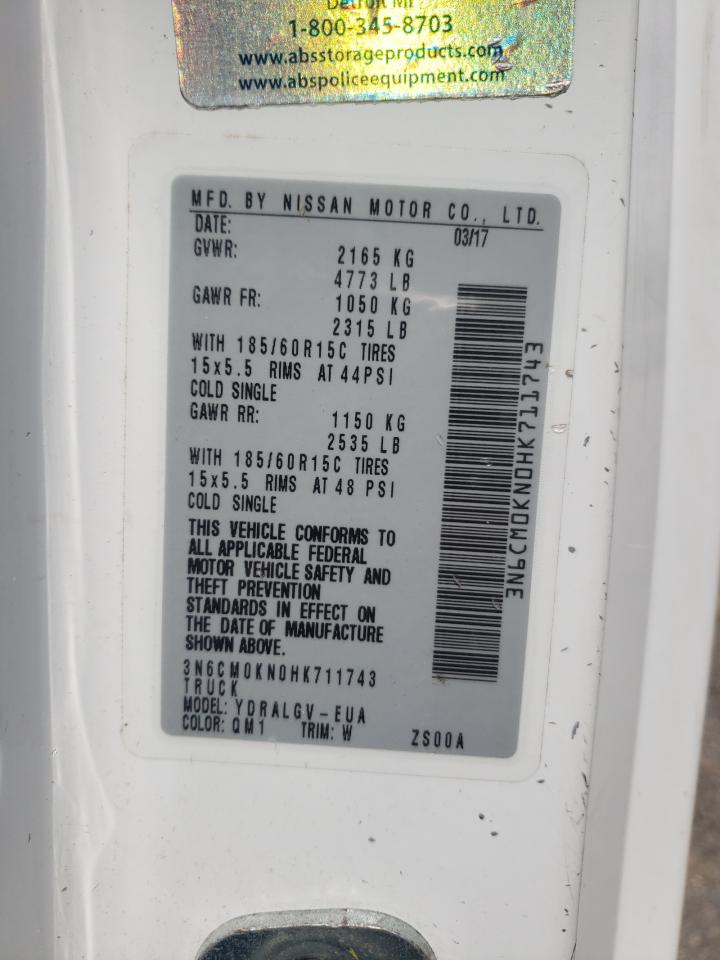 Detroit MI
1-800-345-8703
www.absstorageproducts.com
www.abspoliceequipment.com
MFD. BY NISSAN MOTOR CO., LTD.
DATE: 03/17
GVWR: 2165 KG
4773 LB
GAWR FR: 1050 KG
2315 LB
WITH 185/60R15C TIRES
15x5.5 RIMS AT 44PSI
COLD SINGLE
GAWR RR: 1150 KG
2535 LB
WITH 185/60R15C TIRES
15x5.5 RIMS AT 48 PSI
COLD SINGLE
THIS VEHICLE CONFORMS TO
ALL APPLICABLE FEDERAL
MOTOR VEHICLE SAFETY AND
THEFT PREVENTION
STANDARDS IN EFFECT ON
THE DATE OF MANUFACTURE
SHOWN ABOVE.
3N6CM0KN0HK711743
TRUCK
MODEL: YDRALGV-EUA
COLOR: QM1 TRIM: W ZS00A
3N6CM0KN0HK711743